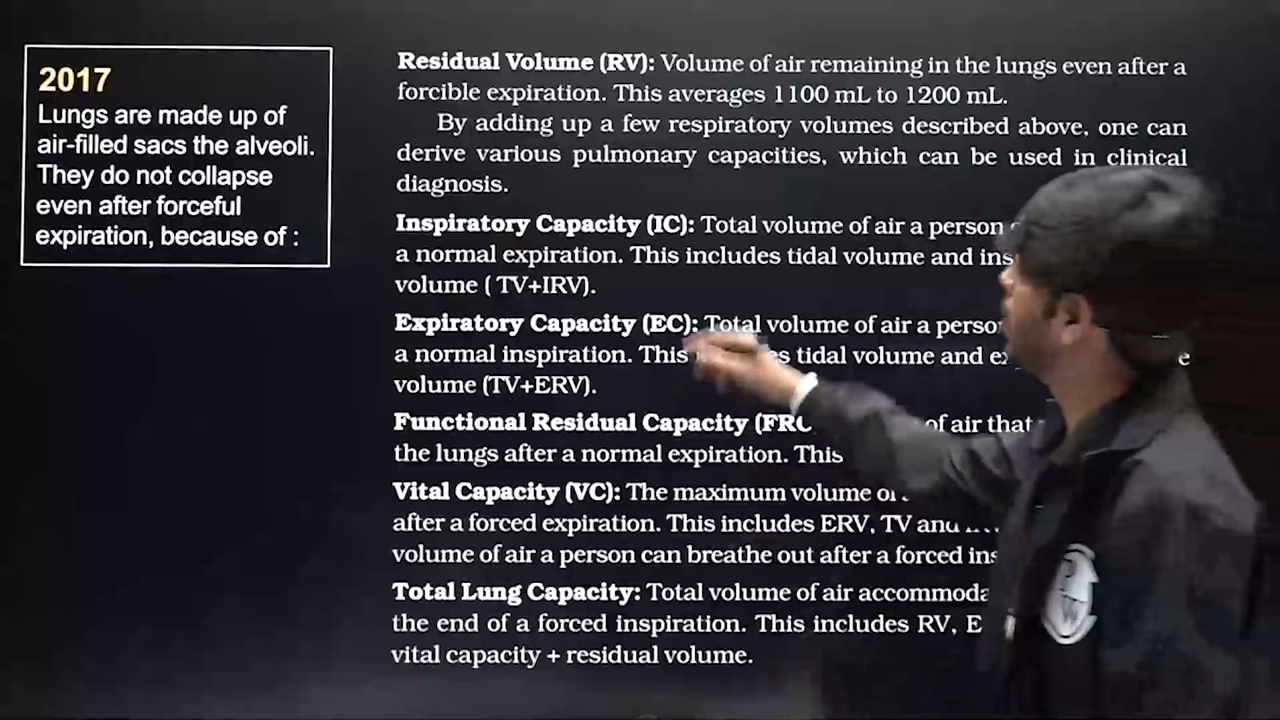 2017
Lungs are made up of
air-filled sacs the alveoli.
They do not collapse
even after forceful
expiration, because of :
Residual Volume (RV): Volume of air remaining in the lungs even after a
forcible expiration. This averages 1100 mL to 1200 mL.
By adding up a few respiratory volumes described above, one can
derive various pulmonary capacities, which can be used in clinical
diagnosis.
Inspiratory Capacity (IC): Total volume of air a person
a normal expiration. This includes tidal volume and
volume ( TV+IRV).
Expiratory Capacity (EC): Total volume of air a
a normal inspiration. This tidal volume and
volume (TV+ERV).
Functional Residual Capacity of air that
the lungs after a normal expiration. This
Vital Capacity (VC): The maximum volume
after a forced expiration. This includes ERV, TV
volume of air a person can breathe out after a forced
Total Lung Capacity: Total volume of air
the end of a forced inspiration. This includes RV,
vital capacity + residual volume.